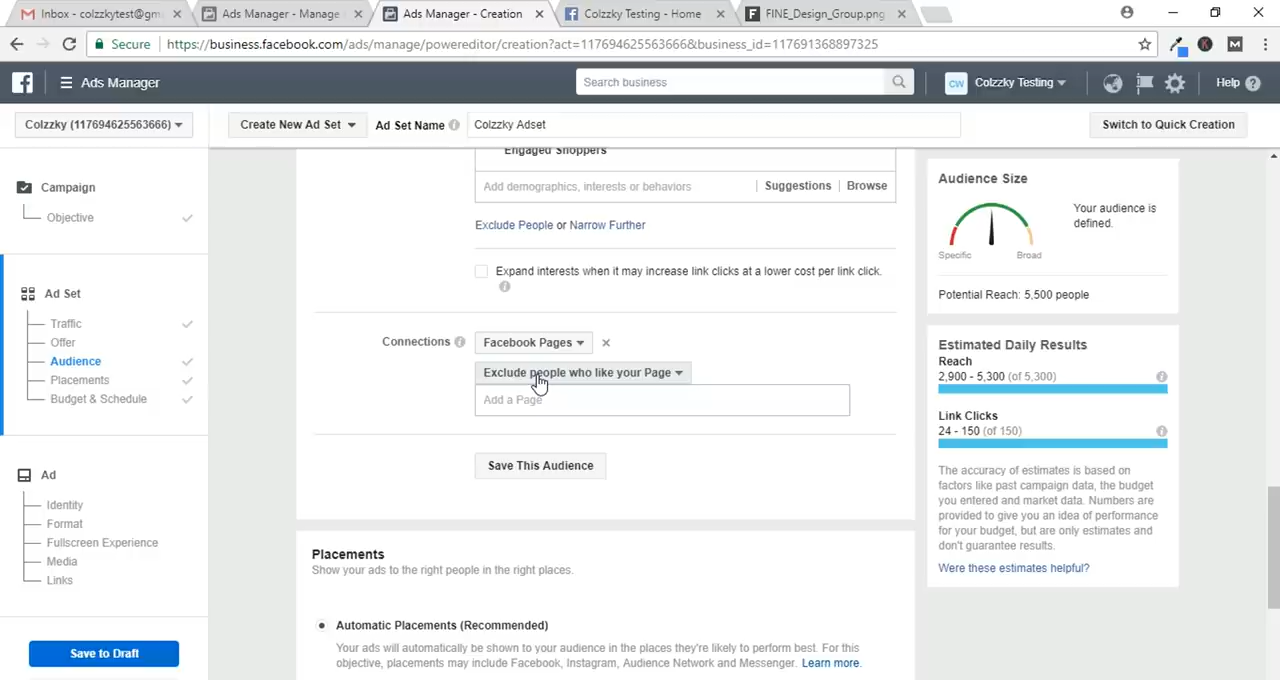 Inbox - colzzkytest@gm
Ads Manager - Manage
Ads Manager - Creation
Colzzky Testing - Home
FINE_Design_Group.png
Secure
https://business.facebook.com/ads/manage/powereditor/creation?act=117694625563666&business_id=117691368897325
Ads Manager
Search business
CW
Colzzky Testing
Help
Colzzky (117694625563666)
Create New Ad Set
Ad Set Name
Colzzky Adset
Switch to Quick Creation
Campaign
Objective
Ad Set
Traffic
Offer
Audience
Placements
Budget & Schedule
Ad
Identity
Format
Fullscreen Experience
Media
Links
Save to Draft
Engaged Shoppers
Add demographics, interests or behaviors
Suggestions
Browse
Exclude People or Narrow Further
Expand interests when it may increase link clicks at a lower cost per link click.
Connections
Facebook Pages
Exclude people who like your Page
Add a Page
Save This Audience
Placements
Show your ads to the right people in the right places.
Automatic Placements (Recommended)
Your ads will automatically be shown to your audience in the places they're likely to perform best. For this
objective, placements may include Facebook, Instagram, Audience Network and Messenger. Learn more.
Audience Size
Your audience is
defined.
Specific
Broad
Potential Reach: 5,500 people
Estimated Daily Results
Reach
2,900 - 5,300 (of 5,300)
Link Clicks
24 - 150 (of 150)
The accuracy of estimates is based on
factors like past campaign data, the budget
you entered and market data. Numbers are
provided to give you an idea of performance
for your budget, but are only estimates and
don't guarantee results.
Were these estimates helpful?